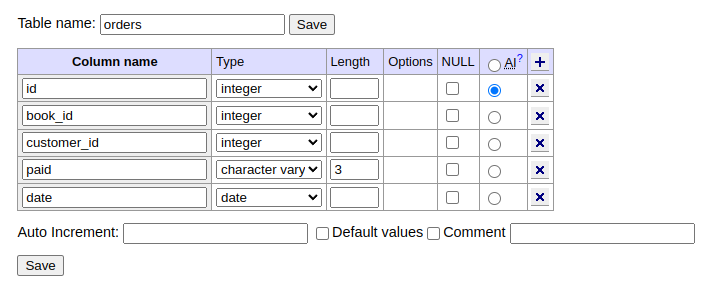 Table name: orders Save
Column name Type Length Options NULL AI? +
id integer x
book_id integer x
customer_id integer x
paid character vary 3 x
date date x
Auto Increment: Default values Comment
Save